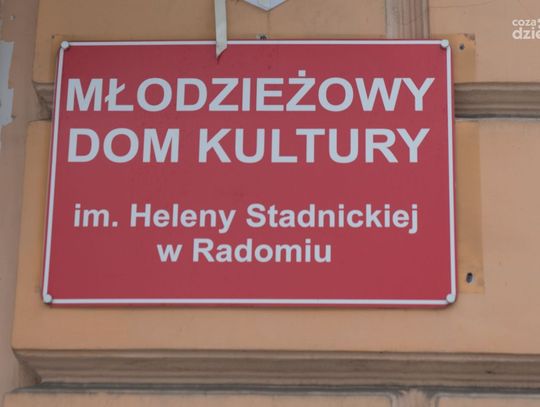 MŁODZIEŻOWY
DOM KULTURY
im. Heleny Stadnickiej
w Radomiu